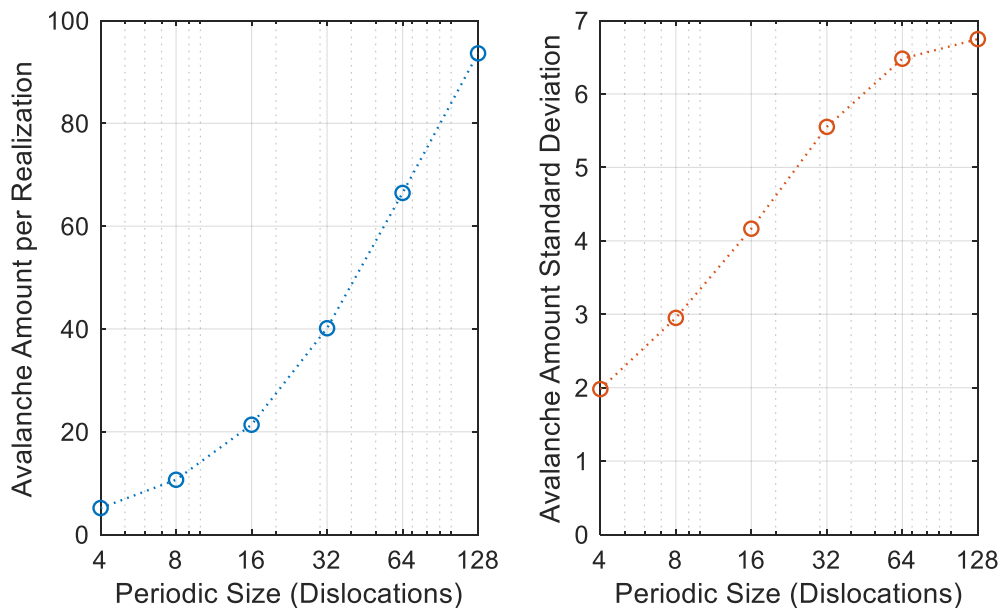 Avalanche Amount per Realization
100
80
60
40
20
0
4 8 16 32 64 128
Periodic Size (Dislocations)
Avalanche Amount Standard Deviation
7
6
5
4
3
2
1
0
4 8 16 32 64 128
Periodic Size (Dislocations)